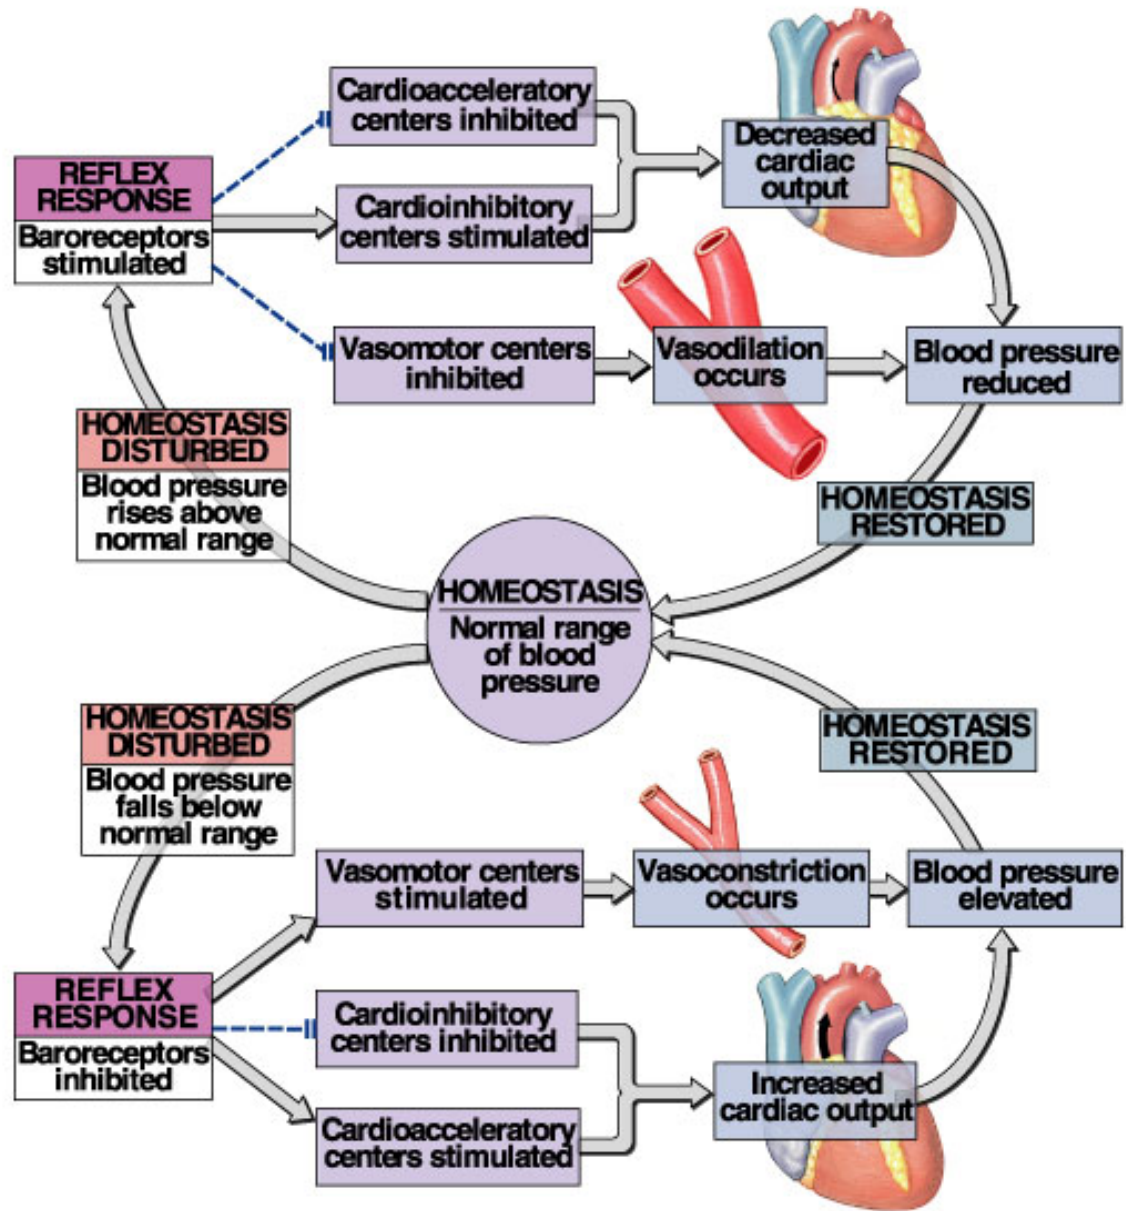 Cardioacceleratory
centers inhibited
Decreased
cardiac
output
REFLEX
RESPONSE
Baroreceptors
stimulated
Cardioinhibitory
centers stimulated
Vasomotor centers
inhibited
Vasodilation
occurs
Blood pressure
reduced
HOMEOSTASIS
DISTURBED
Blood pressure
rises above
normal range
HOMEOSTASIS
RESTORED
HOMEOSTASIS
Normal range
of blood
pressure
HOMEOSTASIS
DISTURBED
Blood pressure
falls below
normal range
HOMEOSTASIS
RESTORED
Vasomotor centers
stimulated
Vasoconstriction
occurs
Blood pressure
elevated
REFLEX
RESPONSE
Baroreceptors
inhibited
Cardioinhibitory
centers inhibited
Increased
cardiac output
Cardioacceleratory
centers stimulated